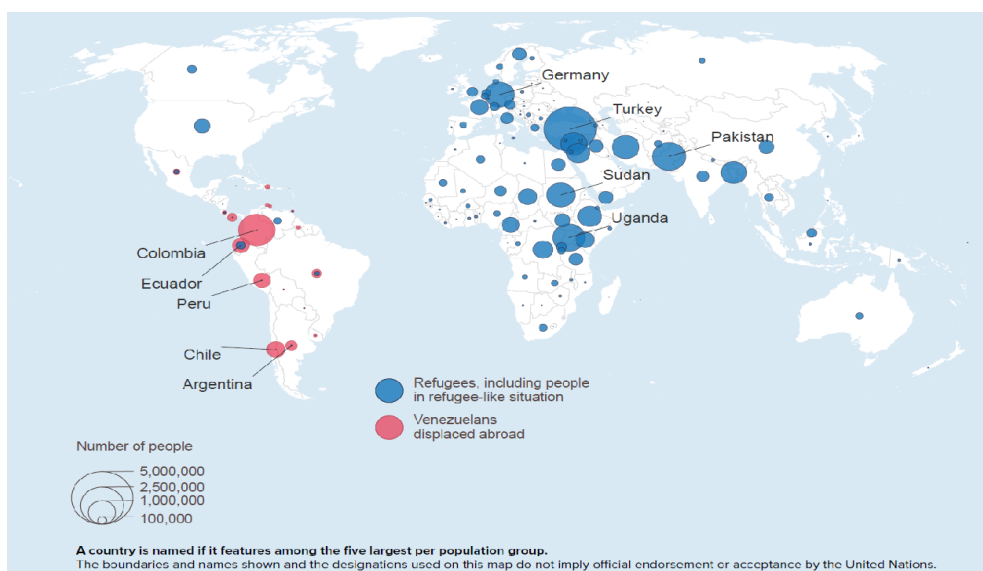 Germany
Turkey
Pakistan
Sudan
Uganda
Colombia
Ecuador
Peru
Chile
Argentina
Refugees, including people
in refugee-like situation
Venezuelans
displaced abroad
Number of people
5,000,000
2,500,000
1,000,000
100,000
A country is named if it features among the five largest per population group.
The boundaries and names shown and the designations used on this map do not imply official endorsement or acceptance by the United Nations.